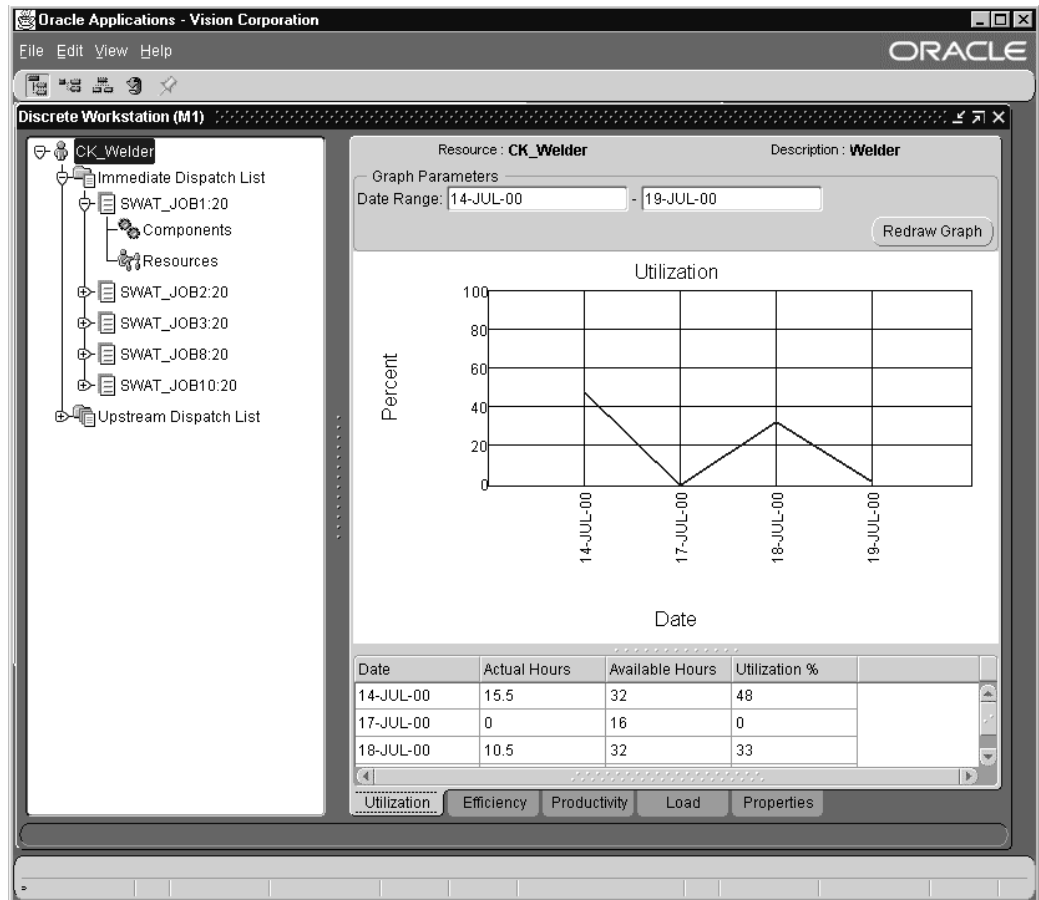 Oracle Applications - Vision Corporation
File Edit View Help
ORACLE
Discrete Workstation (M1)
CK_Welder
Immediate Dispatch List
SWAT_JOB1:20
Components
Resources
SWAT_JOB2:20
SWAT_JOB3:20
SWAT_JOB8:20
SWAT_JOB10:20
Upstream Dispatch List
Resource : CK_Welder Description : Welder
Graph Parameters
Date Range: 14-JUL-00 - 19-JUL-00
Redraw Graph
Utilization
100
80
60
40
20
0
Percent
14-JUL-00 17-JUL-00 18-JUL-00 19-JUL-00
Date
Date Actual Hours Available Hours Utilization %
14-JUL-00 15.5 32 48
17-JUL-00 0 16 0
18-JUL-00 10.5 32 33
Utilization Efficiency Productivity Load Properties